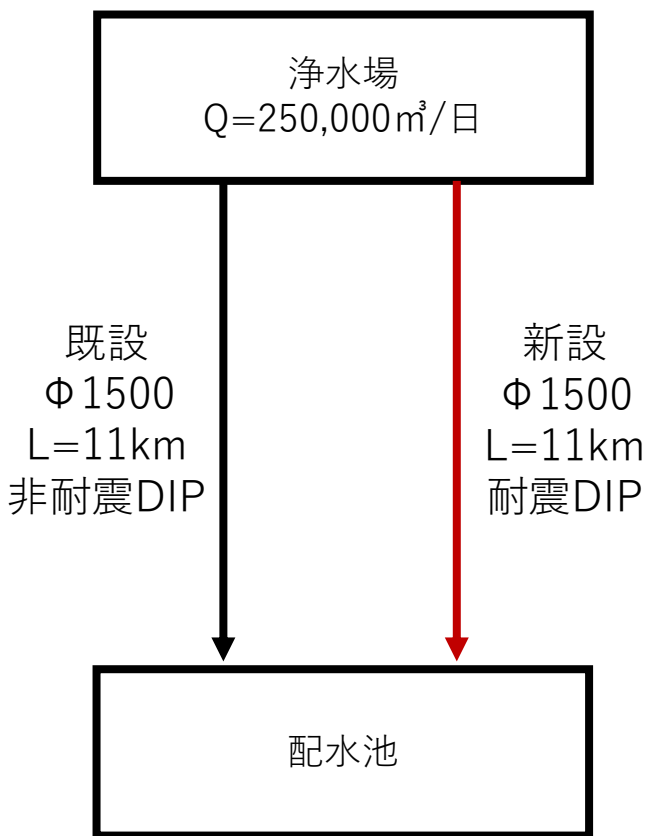 浄水場
Q=250,000㎥/日
既設
Φ1500
L=11km
非耐震DIP
新設
Φ1500
L=11km
耐震DIP
配水池